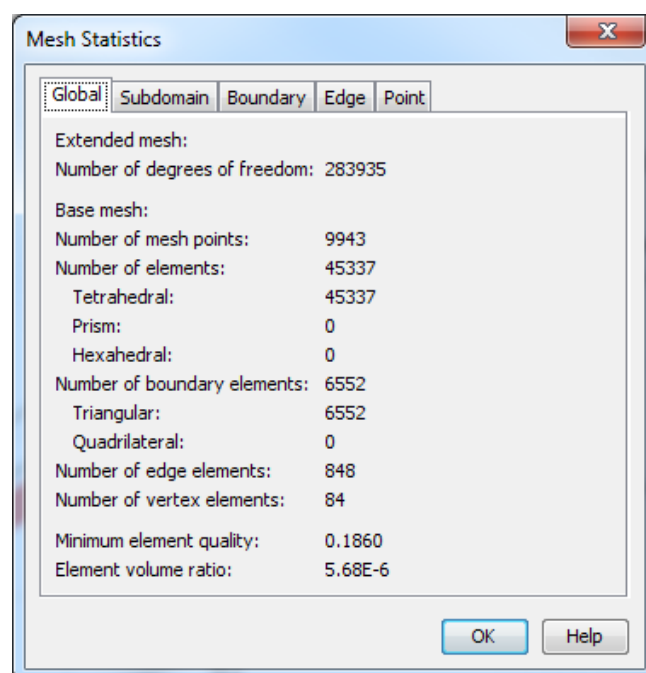 Mesh Statistics
Global Subdomain Boundary Edge Point
Extended mesh:
Number of degrees of freedom: 283935
Base mesh:
Number of mesh points: 9943
Number of elements: 45337
Tetrahedral: 45337
Prism: 0
Hexahedral: 0
Number of boundary elements: 6552
Triangular: 6552
Quadrilateral: 0
Number of edge elements: 848
Number of vertex elements: 84
Minimum element quality: 0.1860
Element volume ratio: 5.68E-6
OK Help